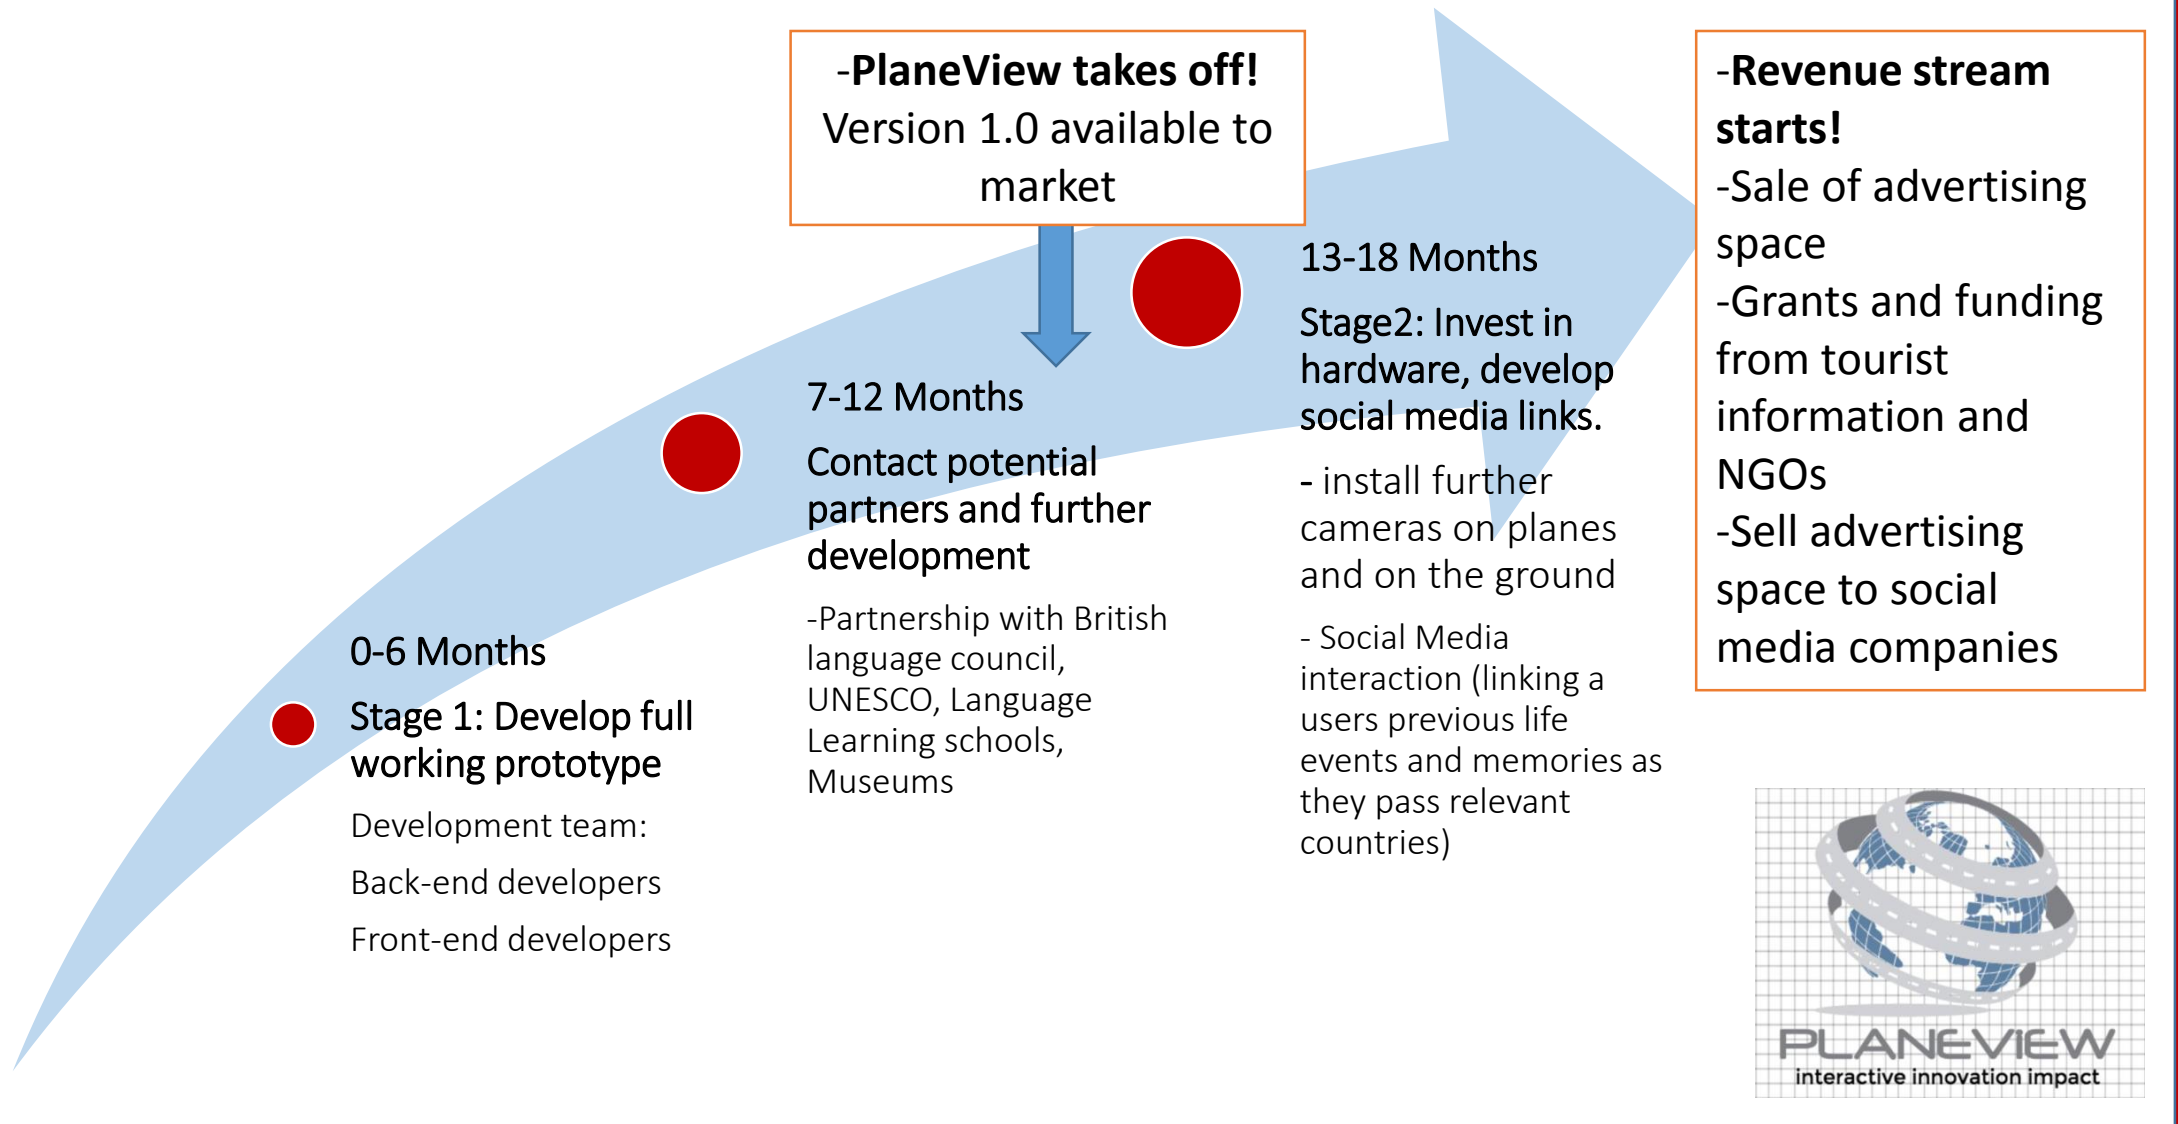 -PlaneView takes off!
Version 1.0 available to
market
-Revenue stream
starts!
-Sale of advertising
space
-Grants and funding
from tourist
information and
NGOs
-Sell advertising
space to social
media companies
13-18 Months
Stage2: Invest in
hardware, develop
social media links.
- install further
cameras on planes
and on the ground
- Social Media
interaction (linking a
users previous life
events and memories as
they pass relevant
countries)
7-12 Months
Contact potential
partners and further
development
-Partnership with British
language council,
UNESCO, Language
Learning schools,
Museums
0-6 Months
Stage 1: Develop full
working prototype
Development team:
Back-end developers
Front-end developers
PLANEViEW
interactive innovation impact